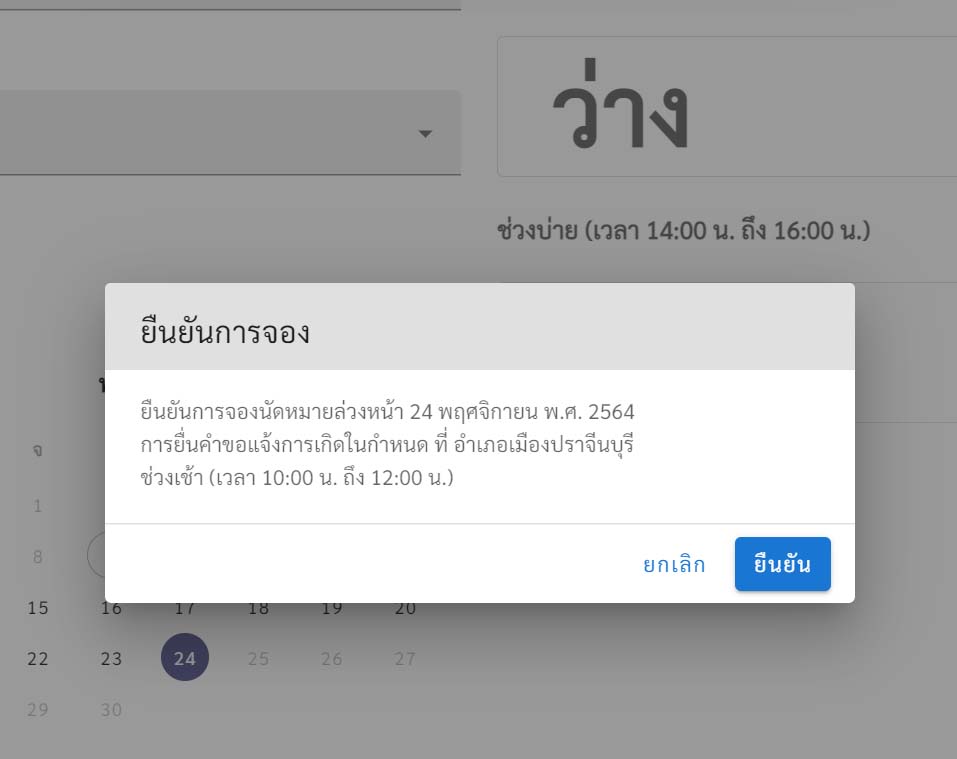 ว่าง
ช่วงบ่าย (เวลา 14:00 น. ถึง 16:00 น.)
ยืนยันการจอง
ยืนยันการจองนัดหมายล่วงหน้า 24 พฤศจิกายน พ.ศ. 2564
การยื่นคำขอแจ้งการเกิดในกำหนด ที่ อำเภอเมืองปราจีนบุรี
ช่วงเช้า (เวลา 10:00 น. ถึง 12:00 น.)
จ
1
8
ยกเลิก ยืนยัน
15 16 17 18 19 20
22 23 24 25 26 27
29 30